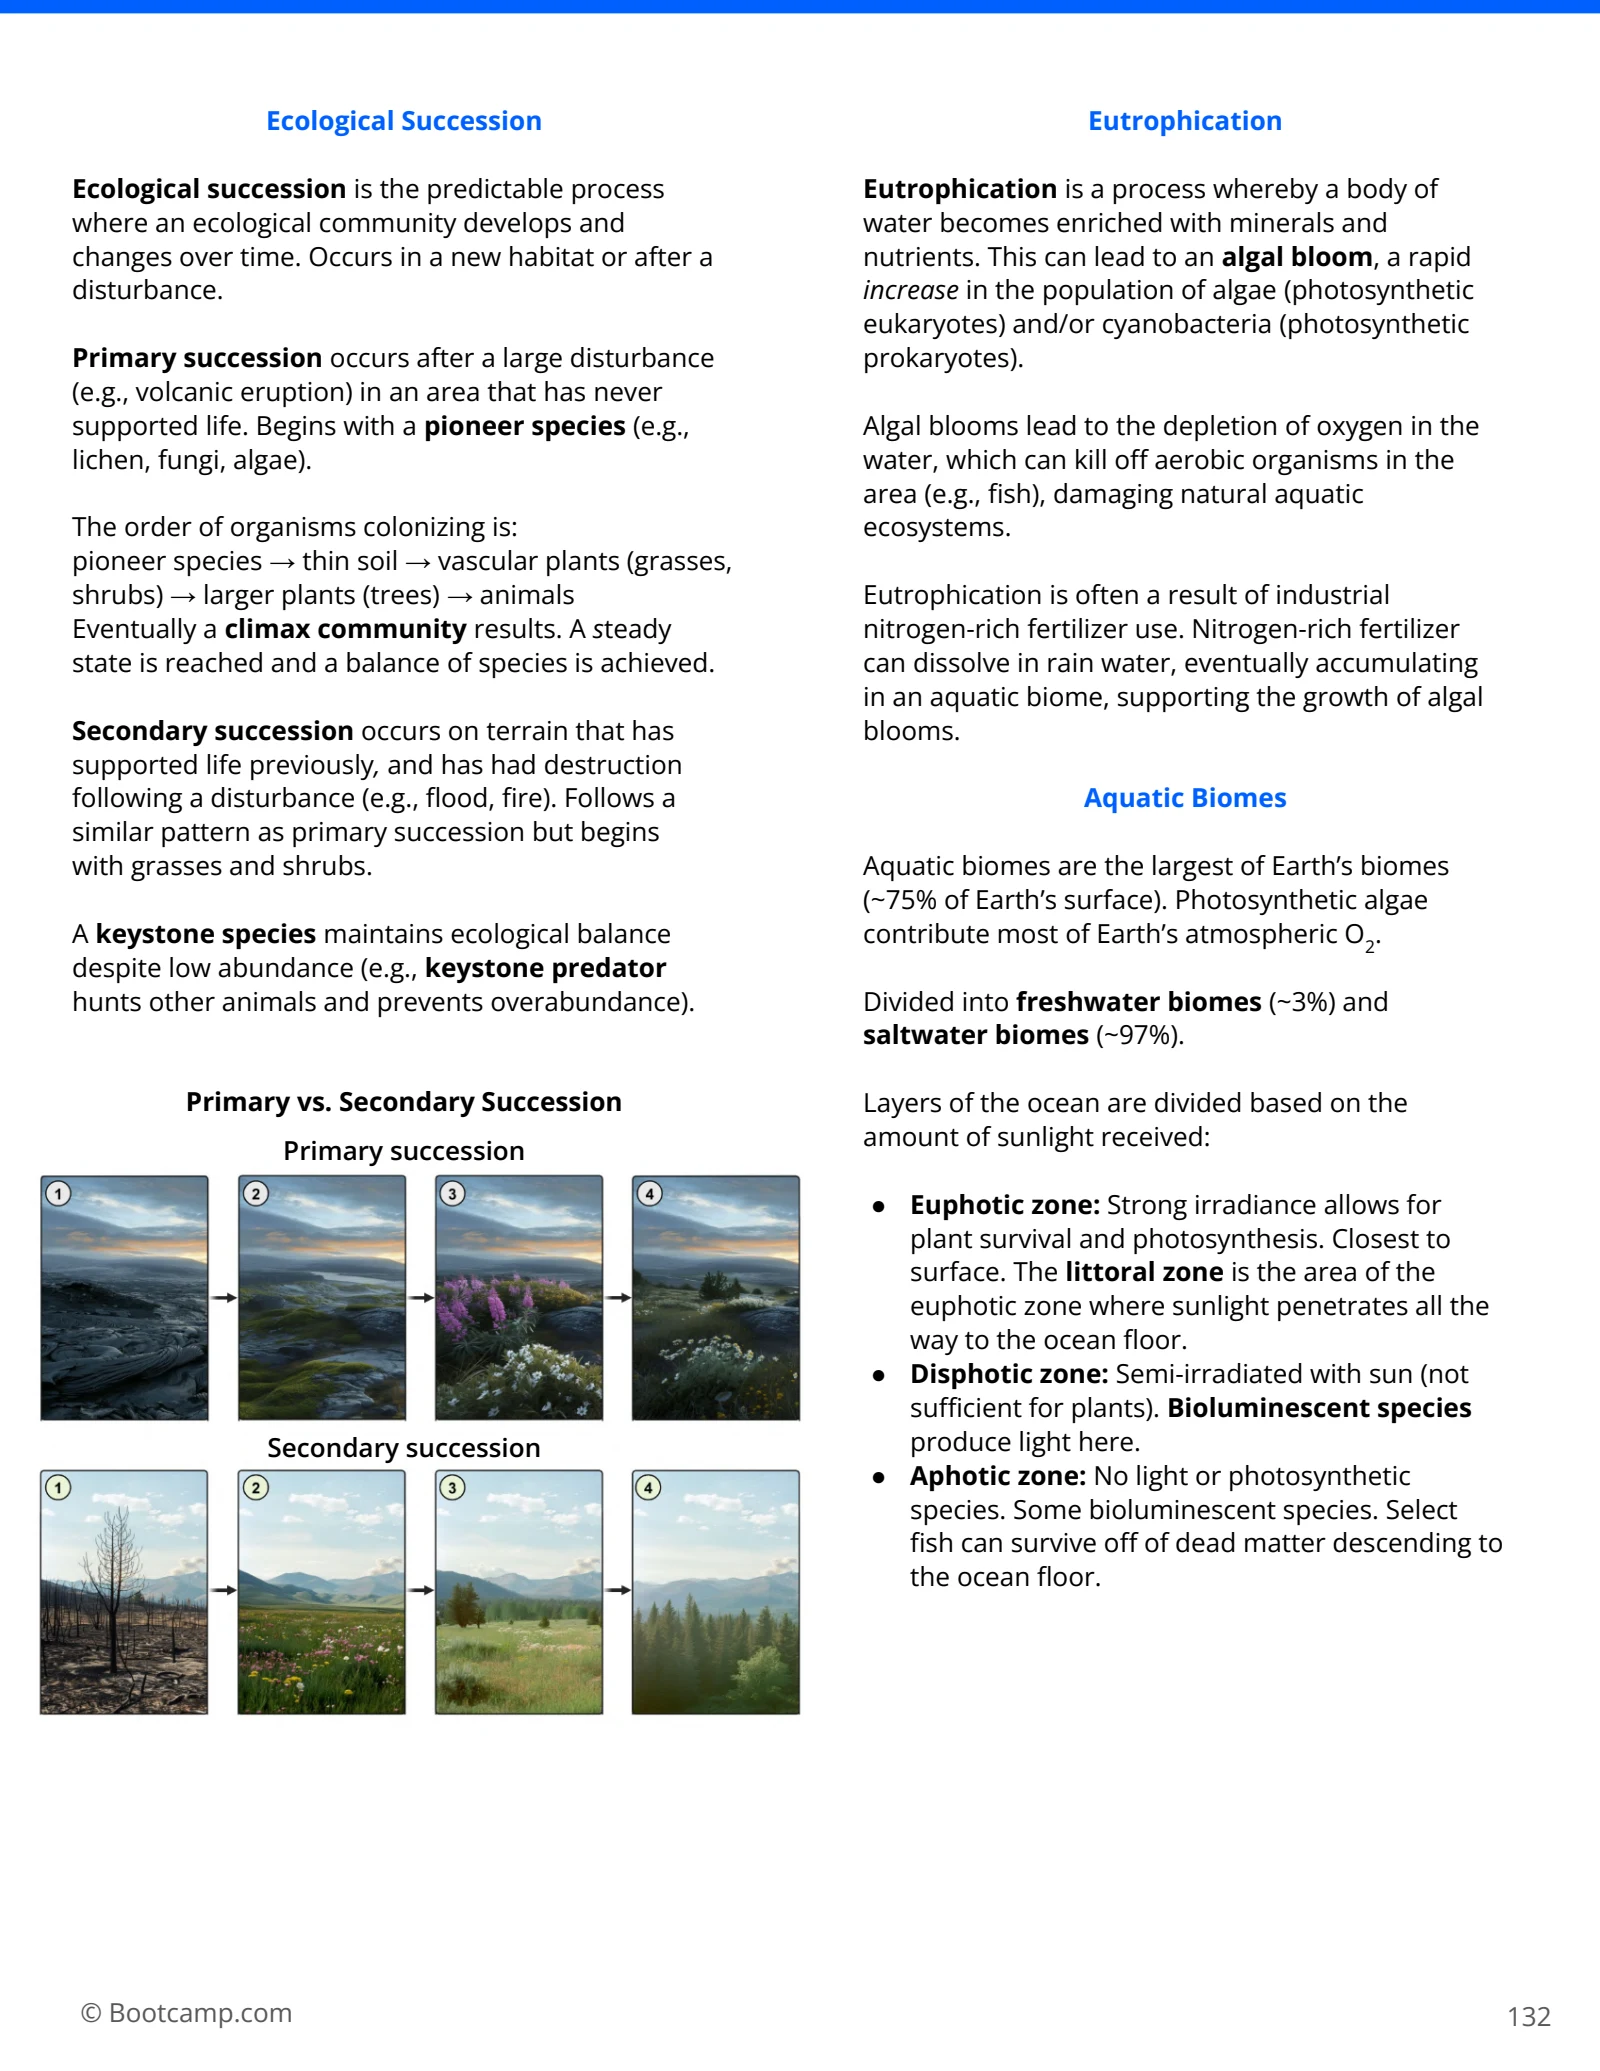 Ecological Succession
Ecological succession is the predictable process
where an ecological community develops and
changes over time. Occurs in a new habitat or after a
disturbance.
Primary succession occurs after a large disturbance
(e.g., volcanic eruption) in an area that has never
supported life. Begins with a pioneer species (e.g.,
lichen, fungi, algae).
The order of organisms colonizing is:
pioneer species → thin soil → vascular plants (grasses,
shrubs) → larger plants (trees) → animals
Eventually a climax community results. A steady
state is reached and a balance of species is achieved.
Secondary succession occurs on terrain that has
supported life previously, and has had destruction
following a disturbance (e.g., flood, fire). Follows a
similar pattern as primary succession but begins
with grasses and shrubs.
A keystone species maintains ecological balance
despite low abundance (e.g., keystone predator
hunts other animals and prevents overabundance).
Primary vs. Secondary Succession
Primary succession
1 2 3 4
Secondary succession
1 2 3 4
Eutrophication
Eutrophication is a process whereby a body of
water becomes enriched with minerals and
nutrients. This can lead to an algal bloom, a rapid
increase in the population of algae (photosynthetic
eukaryotes) and/or cyanobacteria (photosynthetic
prokaryotes).
Algal blooms lead to the depletion of oxygen in the
water, which can kill off aerobic organisms in the
area (e.g., fish), damaging natural aquatic
ecosystems.
Eutrophication is often a result of industrial
nitrogen-rich fertilizer use. Nitrogen-rich fertilizer
can dissolve in rain water, eventually accumulating
in an aquatic biome, supporting the growth of algal
blooms.
Aquatic Biomes
Aquatic biomes are the largest of Earth’s biomes
(~75% of Earth’s surface). Photosynthetic algae
contribute most of Earth’s atmospheric O₂.
Divided into freshwater biomes (~3%) and
saltwater biomes (~97%).
Layers of the ocean are divided based on the
amount of sunlight received:
● Euphotic zone: Strong irradiance allows for
plant survival and photosynthesis. Closest to
surface. The littoral zone is the area of the
euphotic zone where sunlight penetrates all the
way to the ocean floor.
● Disphotic zone: Semi-irradiated with sun (not
sufficient for plants). Bioluminescent species
produce light here.
● Aphotic zone: No light or photosynthetic
species. Some bioluminescent species. Select
fish can survive off of dead matter descending to
the ocean floor.
© Bootcamp.com
132